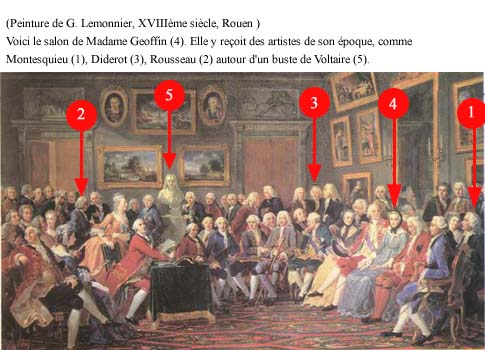 (Peinture de G. Lemonnier, XVIIIème siècle, Rouen )
Voici le salon de Madame Geoffin (4). Elle y reçoit des artistes de son époque, comme
Montesquieu (1), Diderot (3), Rousseau (2) autour d'un buste de Voltaire (5).
5
2
3
4
1